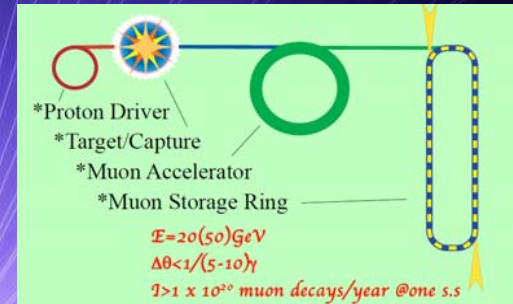 *Proton Driver
*Target/Capture
*Muon Accelerator
*Muon Storage Ring
E=20(50)GeV
Δθ<1/(5-10)γ
I>1 x 10²⁰ muon decays/year @one s.s